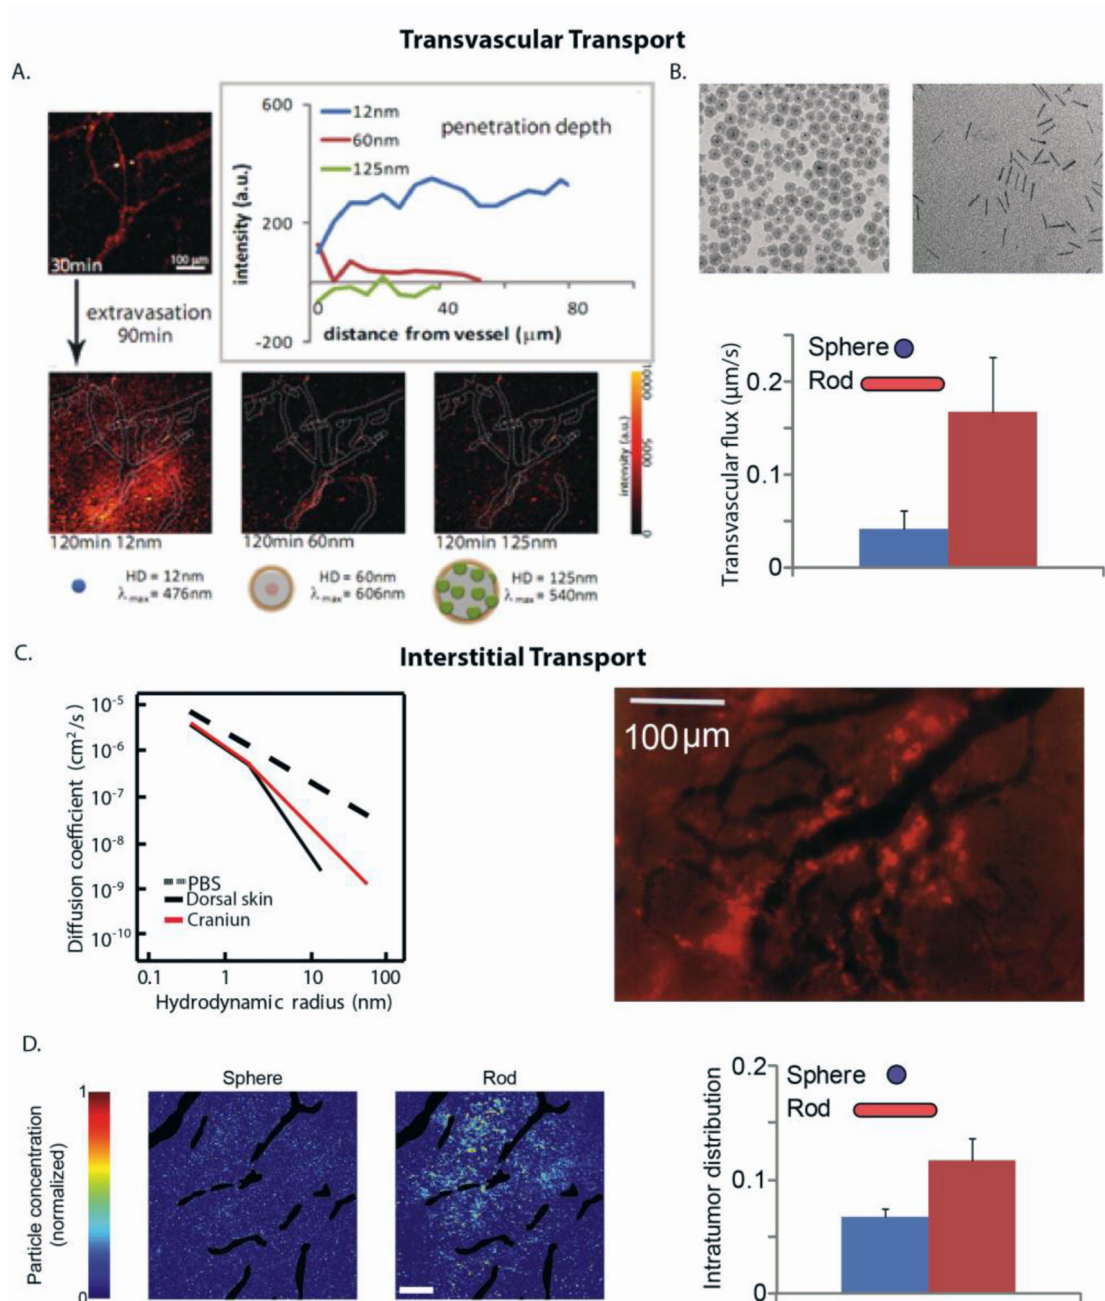 Transvascular Transport
A.
B.
600
200
-200
intensity (a.u.)
12nm
60nm
125nm
penetration depth
0
40
80
distance from vessel (μm)
30min
100 μm
extravasation
90min
120min 12nm
120min 60nm
120min 125nm
10000
5000
0
intensity (a.u.)
HD = 12nm
λmax = 476nm
HD = 60nm
λmax = 606nm
HD = 125nm
λmax = 540nm
Sphere
Rod
0.2
0.1
0
Transvascular flux (μm/s)
C.
Interstitial Transport
Diffusion coefficient (cm²/s)
10⁻⁵
10⁻⁶
10⁻⁷
10⁻⁸
10⁻⁹
10⁻¹⁰
PBS
Dorsal skin
Craniun
0.1
1
10
100
Hydrodynamic radius (nm)
100 μm
D.
Particle concentration
(normalized)
1
0
Sphere
Rod
Sphere
Rod
0.2
0.1
0
Intratumor distribution